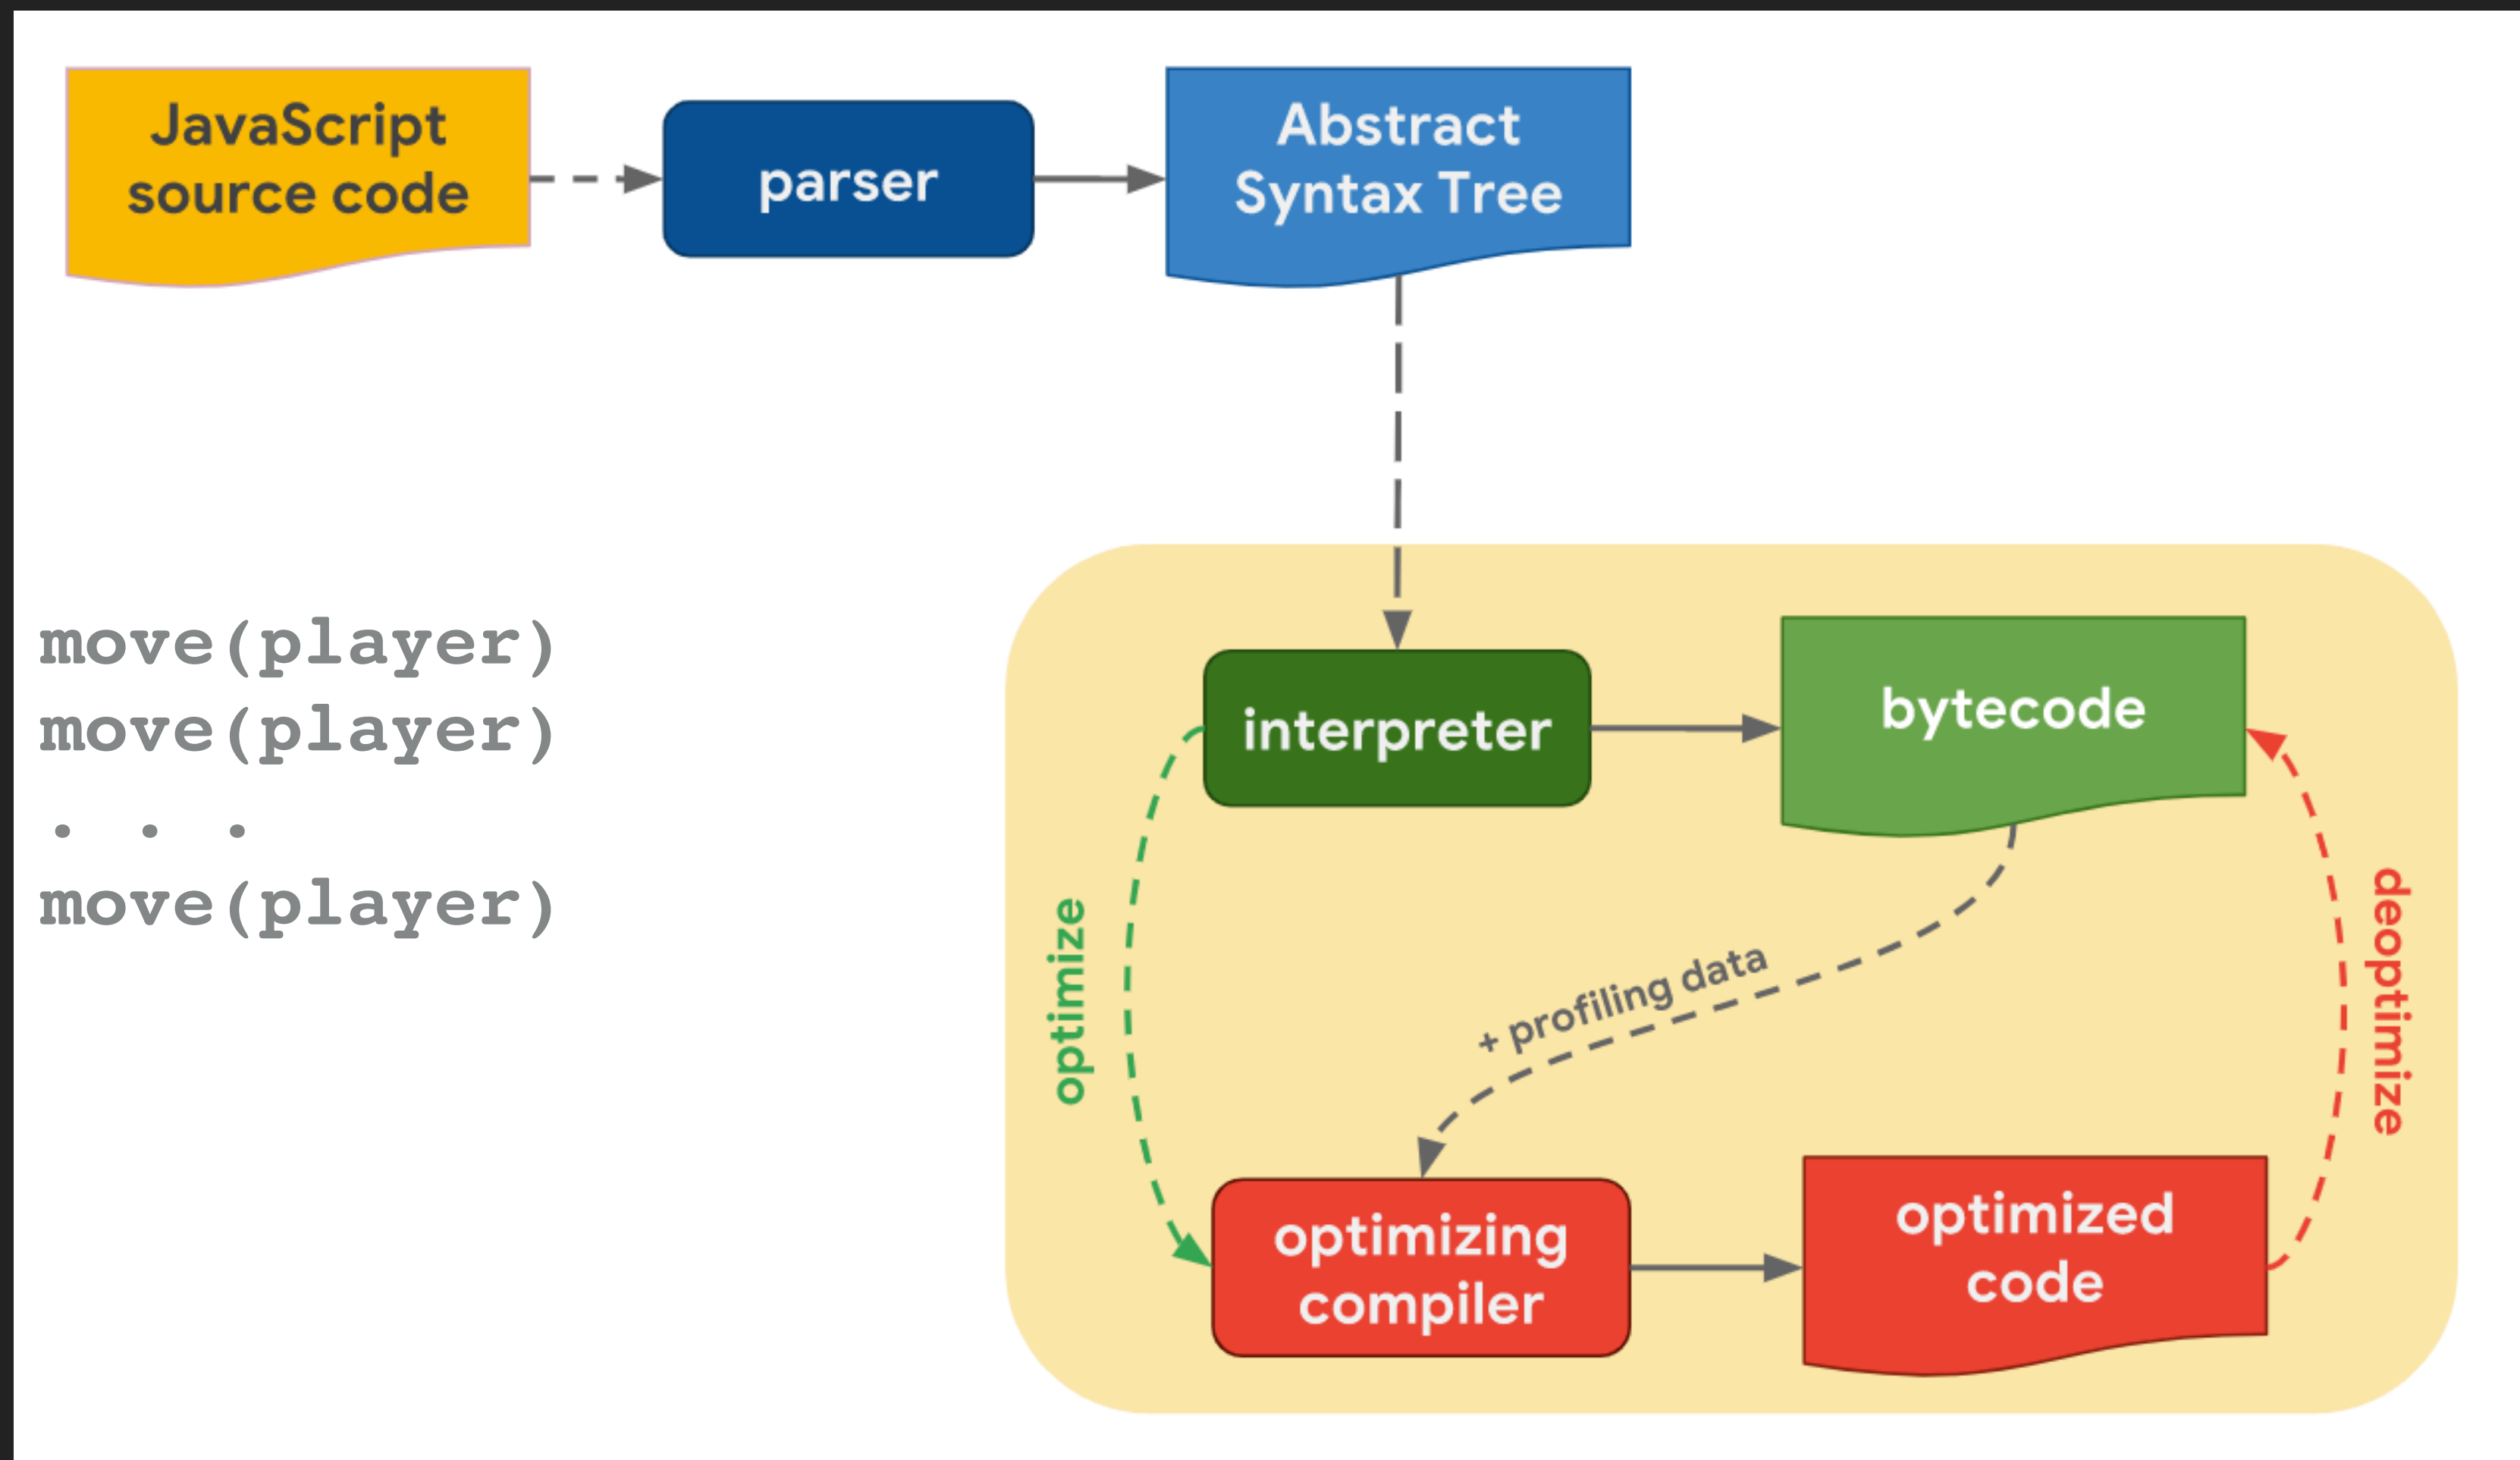 JavaScript
source code
parser
Abstract
Syntax Tree
move(player)
move(player)
. . .
move(player)
interpreter
bytecode
optimize
+ profiling data
deoptimize
optimizing
compiler
optimized
code